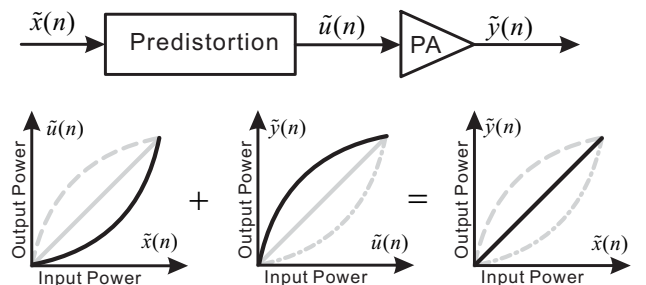 x̃(n) Predistortion ũ(n) PA ỹ(n)
Output Power ũ(n) x̃(n) Input Power
+
Output Power ỹ(n) ũ(n) Input Power
=
Output Power ỹ(n) x̃(n) Input Power